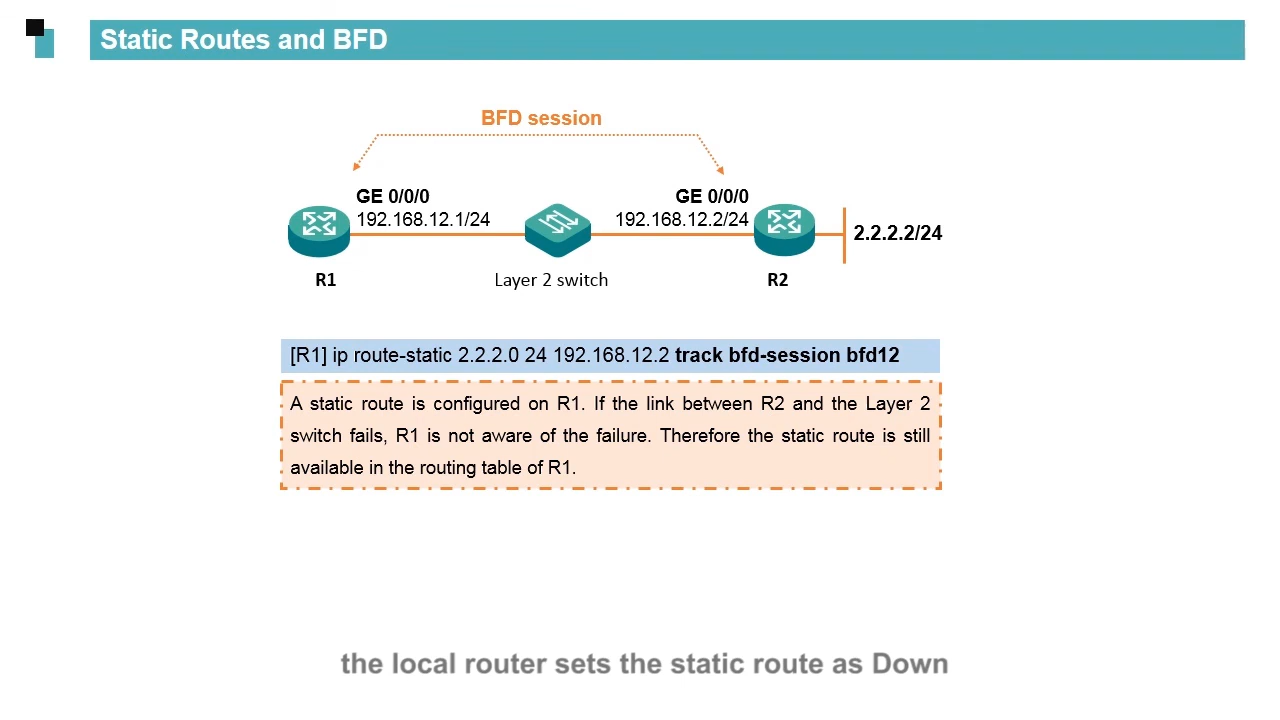 Static Routes and BFD
BFD session
GE 0/0/0
192.168.12.1/24
GE 0/0/0
192.168.12.2/24
2.2.2.2/24
R1
Layer 2 switch
R2
[R1] ip route-static 2.2.2.0 24 192.168.12.2 track bfd-session bfd12
A static route is configured on R1. If the link between R2 and the Layer 2
switch fails, R1 is not aware of the failure. Therefore the static route is still
available in the routing table of R1.
the local router sets the static route as Down